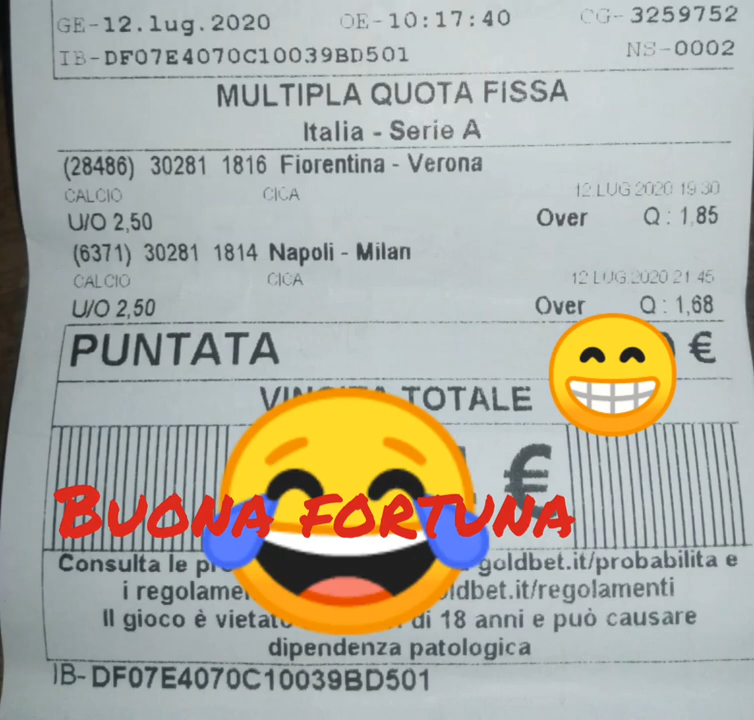 GE-12.lug.2020 OE-10:17:40 CG-3259752
IB-DF07E4070C10039BD501 NS-0002
MULTIPLA QUOTA FISSA
Italia - Serie A
(28486) 30281 1816 Fiorentina - Verona
CALCIO CICA 12 LUG 2020 19 30
U/O 2,50 Over Q : 1,85
(6371) 30281 1814 Napoli - Milan
CALCIO CICA 12 LUG 2020 21 45
U/O 2,50 Over Q : 1,68
PUNTATA €
VINCITA TOTALE
€
BUONA FORTUNA
Consulta le goldbet.it/probabilita e
i ldbet.it/regolamenti
Il gioco è di 18 anni e può causare
dipendenza patologica
IB-DF07E4070C10039BD501